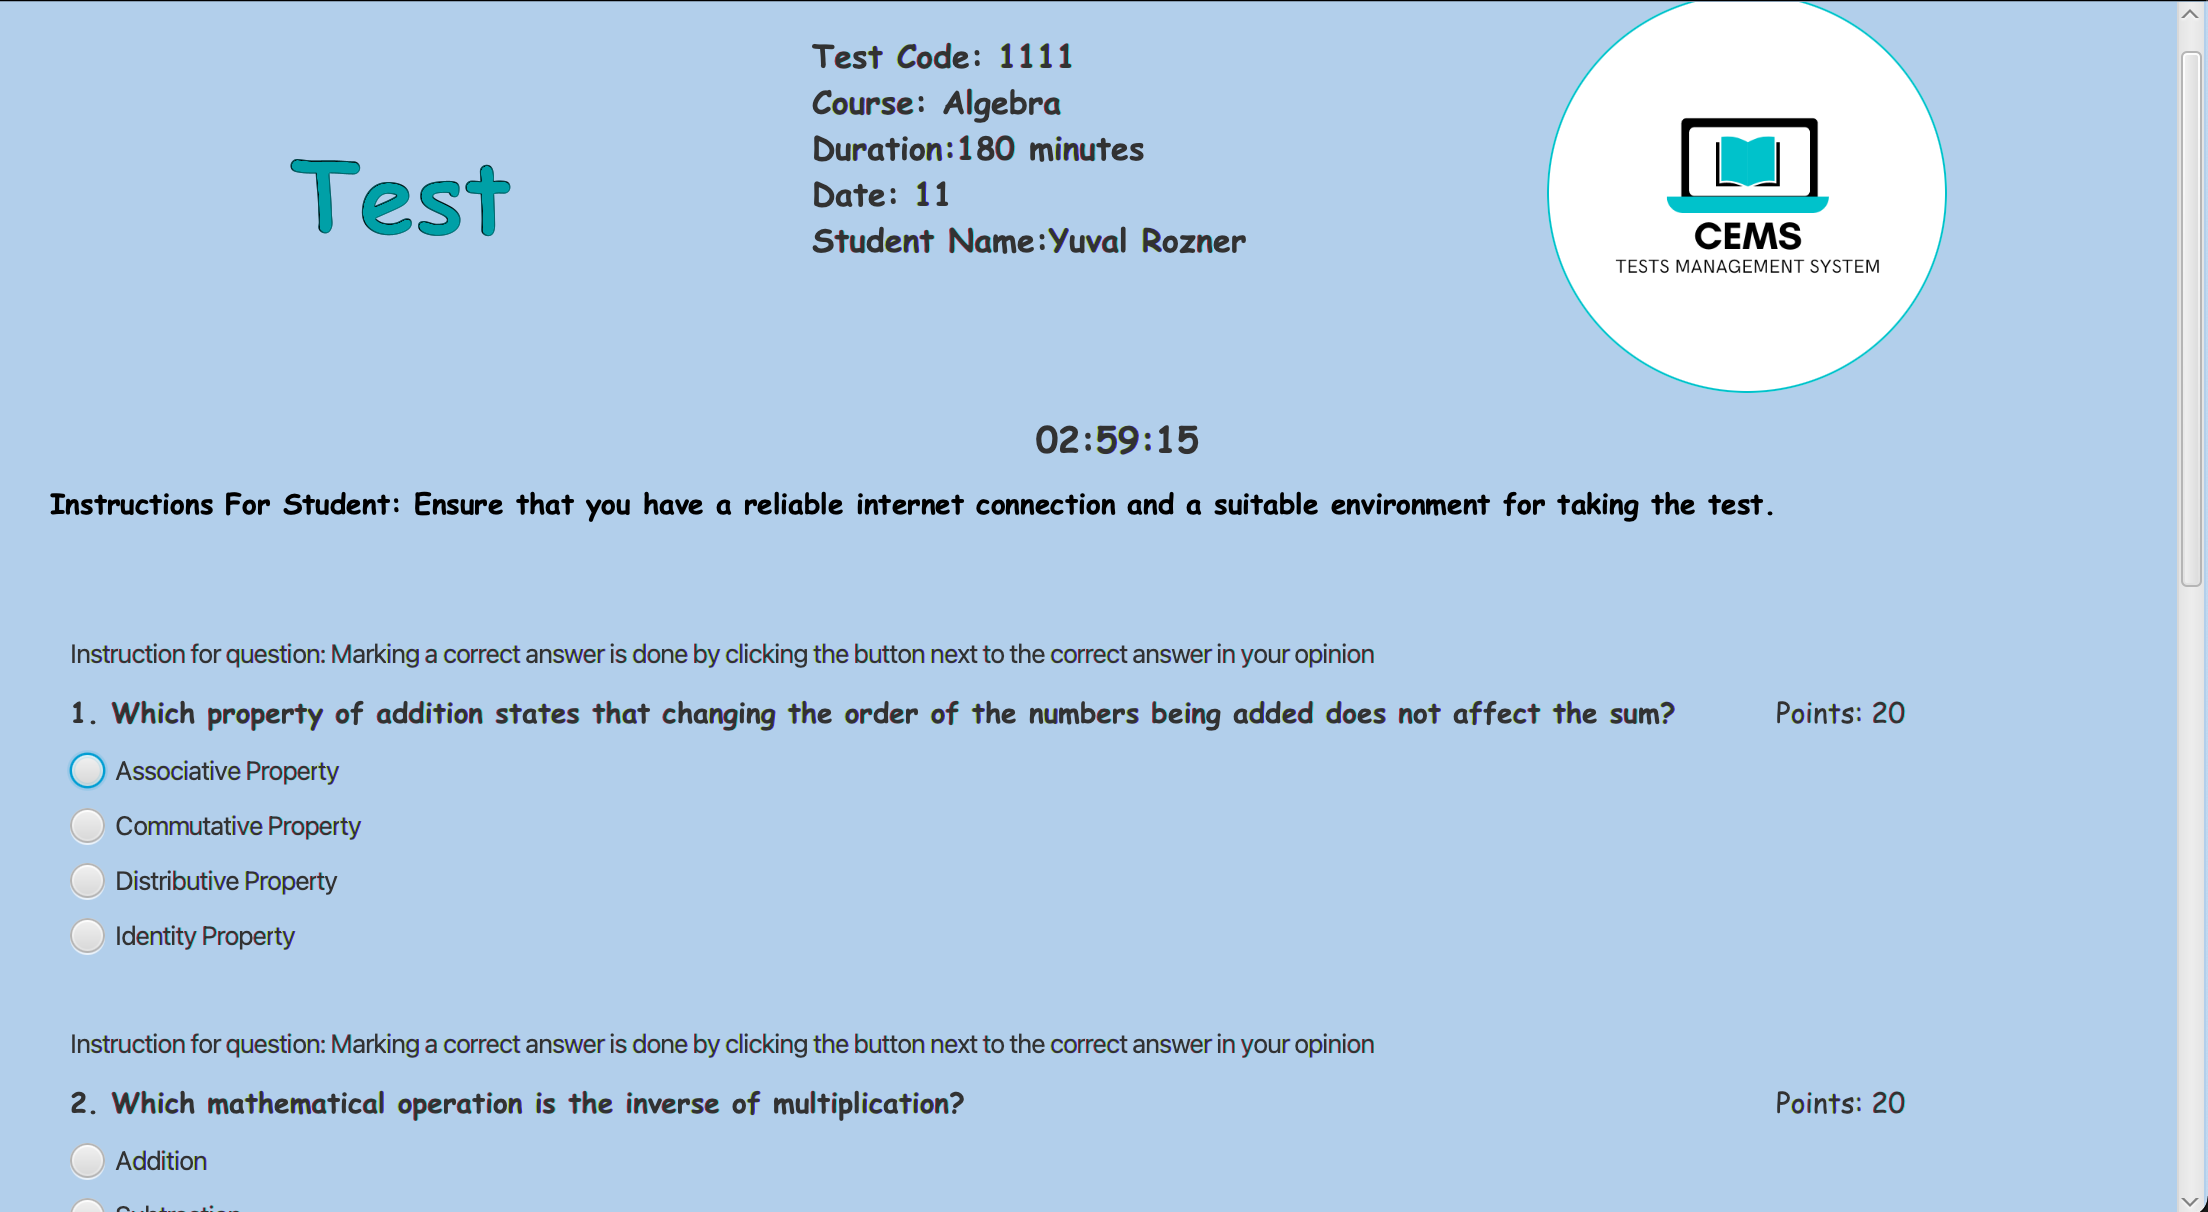 Test
Test Code: 1111
Course: Algebra
Duration:180 minutes
Date: 11
Student Name:Yuval Rozner
CEMS
TESTS MANAGEMENT SYSTEM
02:59:15
Instructions For Student: Ensure that you have a reliable internet connection and a suitable environment for taking the test.
Instruction for question: Marking a correct answer is done by clicking the button next to the correct answer in your opinion
1. Which property of addition states that changing the order of the numbers being added does not affect the sum? Points: 20
Associative Property
Commutative Property
Distributive Property
Identity Property
Instruction for question: Marking a correct answer is done by clicking the button next to the correct answer in your opinion
2. Which mathematical operation is the inverse of multiplication? Points: 20
Addition